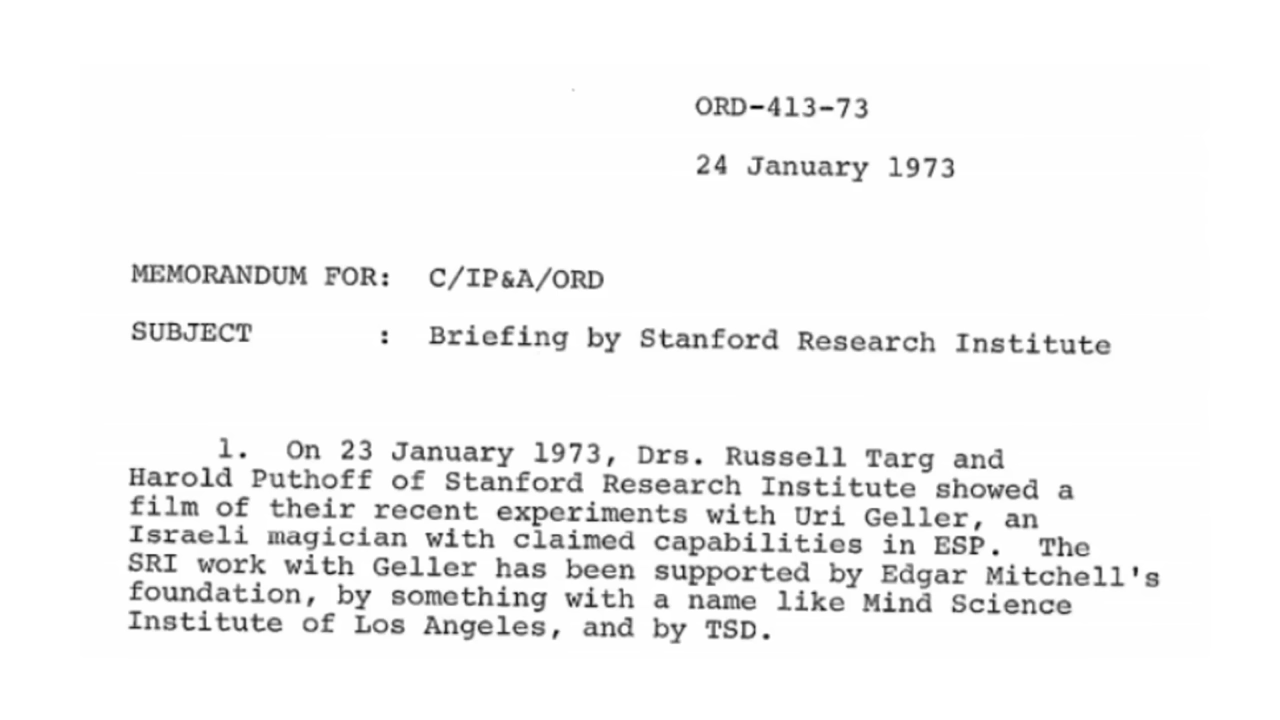 ORD-413-73
24 January 1973
MEMORANDUM FOR: C/IP&A/ORD
SUBJECT : Briefing by Stanford Research Institute
1. On 23 January 1973, Drs. Russell Targ and
Harold Puthoff of Stanford Research Institute showed a
film of their recent experiments with Uri Geller, an
Israeli magician with claimed capabilities in ESP. The
SRI work with Geller has been supported by Edgar Mitchell's
foundation, by something with a name like Mind Science
Institute of Los Angeles, and by TSD.